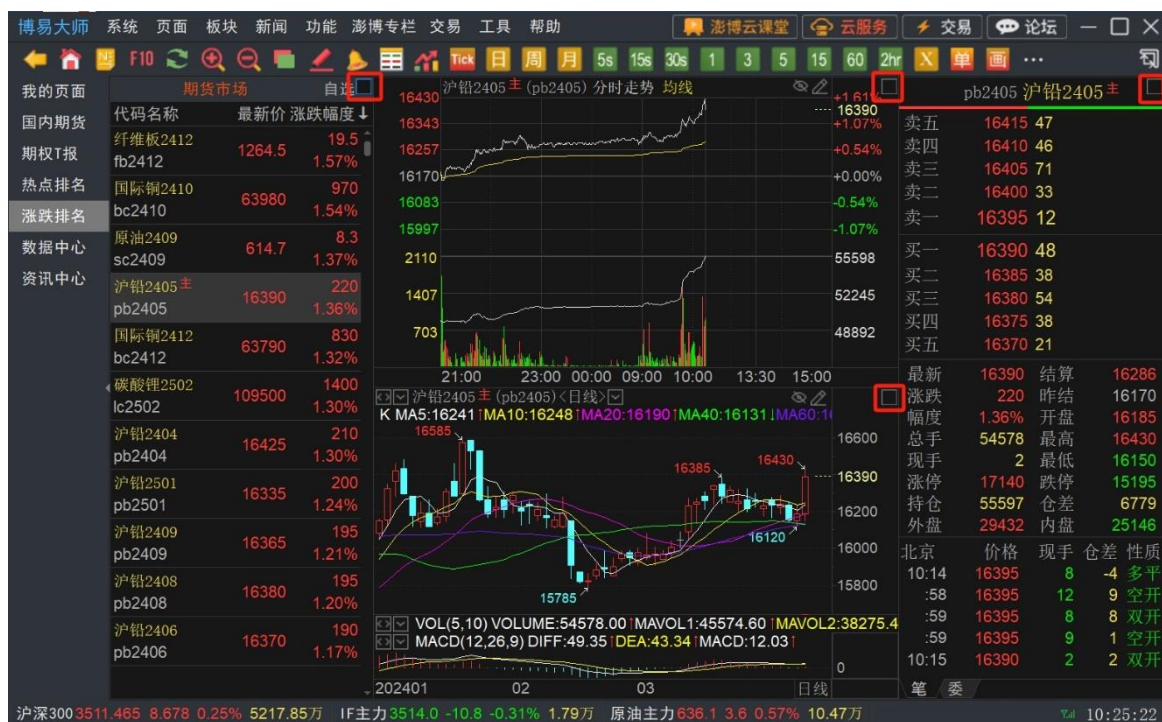 博易大师 系统 页面 板块 新闻 功能 澎博专栏 交易 工具 帮助 澎博云课堂 云服务 交易 论坛
F10 Tick 日 周 月 5s 15s 30s 1 3 5 15 60 2hr X 单 画 ...
我的页面
国内期货
期权T报
热点排名
涨跌排名
数据中心
资讯中心
期货市场 自选
代码名称 最新价 涨跌幅度↓
纤维板2412 19.5
fb2412 1264.5 1.57%
国际铜2410 970
bc2410 63980 1.54%
原油2409 8.3
sc2409 614.7 1.37%
沪铅2405主 220
pb2405 16390 1.36%
国际铜2412 830
bc2412 63790 1.32%
碳酸锂2502 1400
lc2502 109500 1.30%
沪铅2404 210
pb2404 16425 1.30%
沪铅2501 200
pb2501 16335 1.24%
沪铅2409 195
pb2409 16365 1.21%
沪铅2408 195
pb2408 16380 1.20%
沪铅2406 190
pb2406 16370 1.17%
沪铅2405主(pb2405)分时走势 均线
16430 +1.61%
16390
16343 +1.07%
16257 +0.54%
16170 +0.00%
16083 -0.54%
15997 -1.07%
2110 55598
1407 52245
703 48892
21:00 23:00 00:00 09:00 10:00 13:30 15:00
沪铅2405主(pb2405)<日线>
K MA5:16241↑MA10:16248↑MA20:16190↑MA40:16131↓MA60:16
16585
16385
16430
16120
15785
16600
16390
16200
16000
15800
VOL(5,10) VOLUME:54578.00↑MAVOL1:45574.60↑MAVOL2:38275.4
MACD(12,26,9) DIFF:49.35↑DEA:43.34↑MACD:12.03↑
0
202401 02 03 日线
pb2405 沪铅2405主
卖五 16415 47
卖四 16410 46
卖三 16405 71
卖二 16400 33
卖一 16395 12
买一 16390 48
买二 16385 38
买三 16380 54
买四 16375 38
买五 16370 21
最新 16390 结算 16286
涨跌 220 昨结 16170
幅度 1.36% 开盘 16185
总手 54578 最高 16430
现手 2 最低 16150
涨停 17140 跌停 15195
持仓 55597 仓差 6779
外盘 29432 内盘 25146
北京 价格 现手 仓差 性质
10:14 16395 8 -4 多平
:58 16395 12 9 空开
:59 16395 8 8 双开
:59 16395 9 1 空开
10:15 16390 2 2 双开
笔 委
沪深300 3511.465 8.678 0.25% 5217.85万 IF主力 3514.0 -10.8 -0.31% 1.79万 原油主力 636.1 3.6 0.57% 10.47万 10:25:22